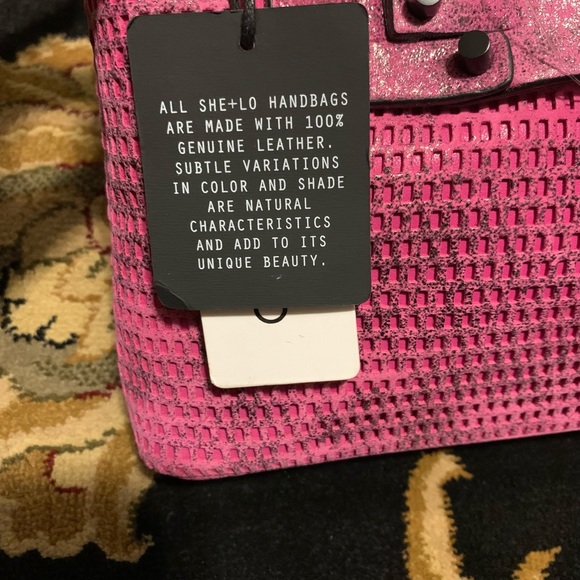 ALL SHE+LO HANDBAGS
ARE MADE WITH 100%
GENUINE LEATHER.
SUBTLE VARIATIONS
IN COLOR AND SHADE
ARE NATURAL
CHARACTERISTICS
AND ADD TO ITS
UNIQUE BEAUTY.